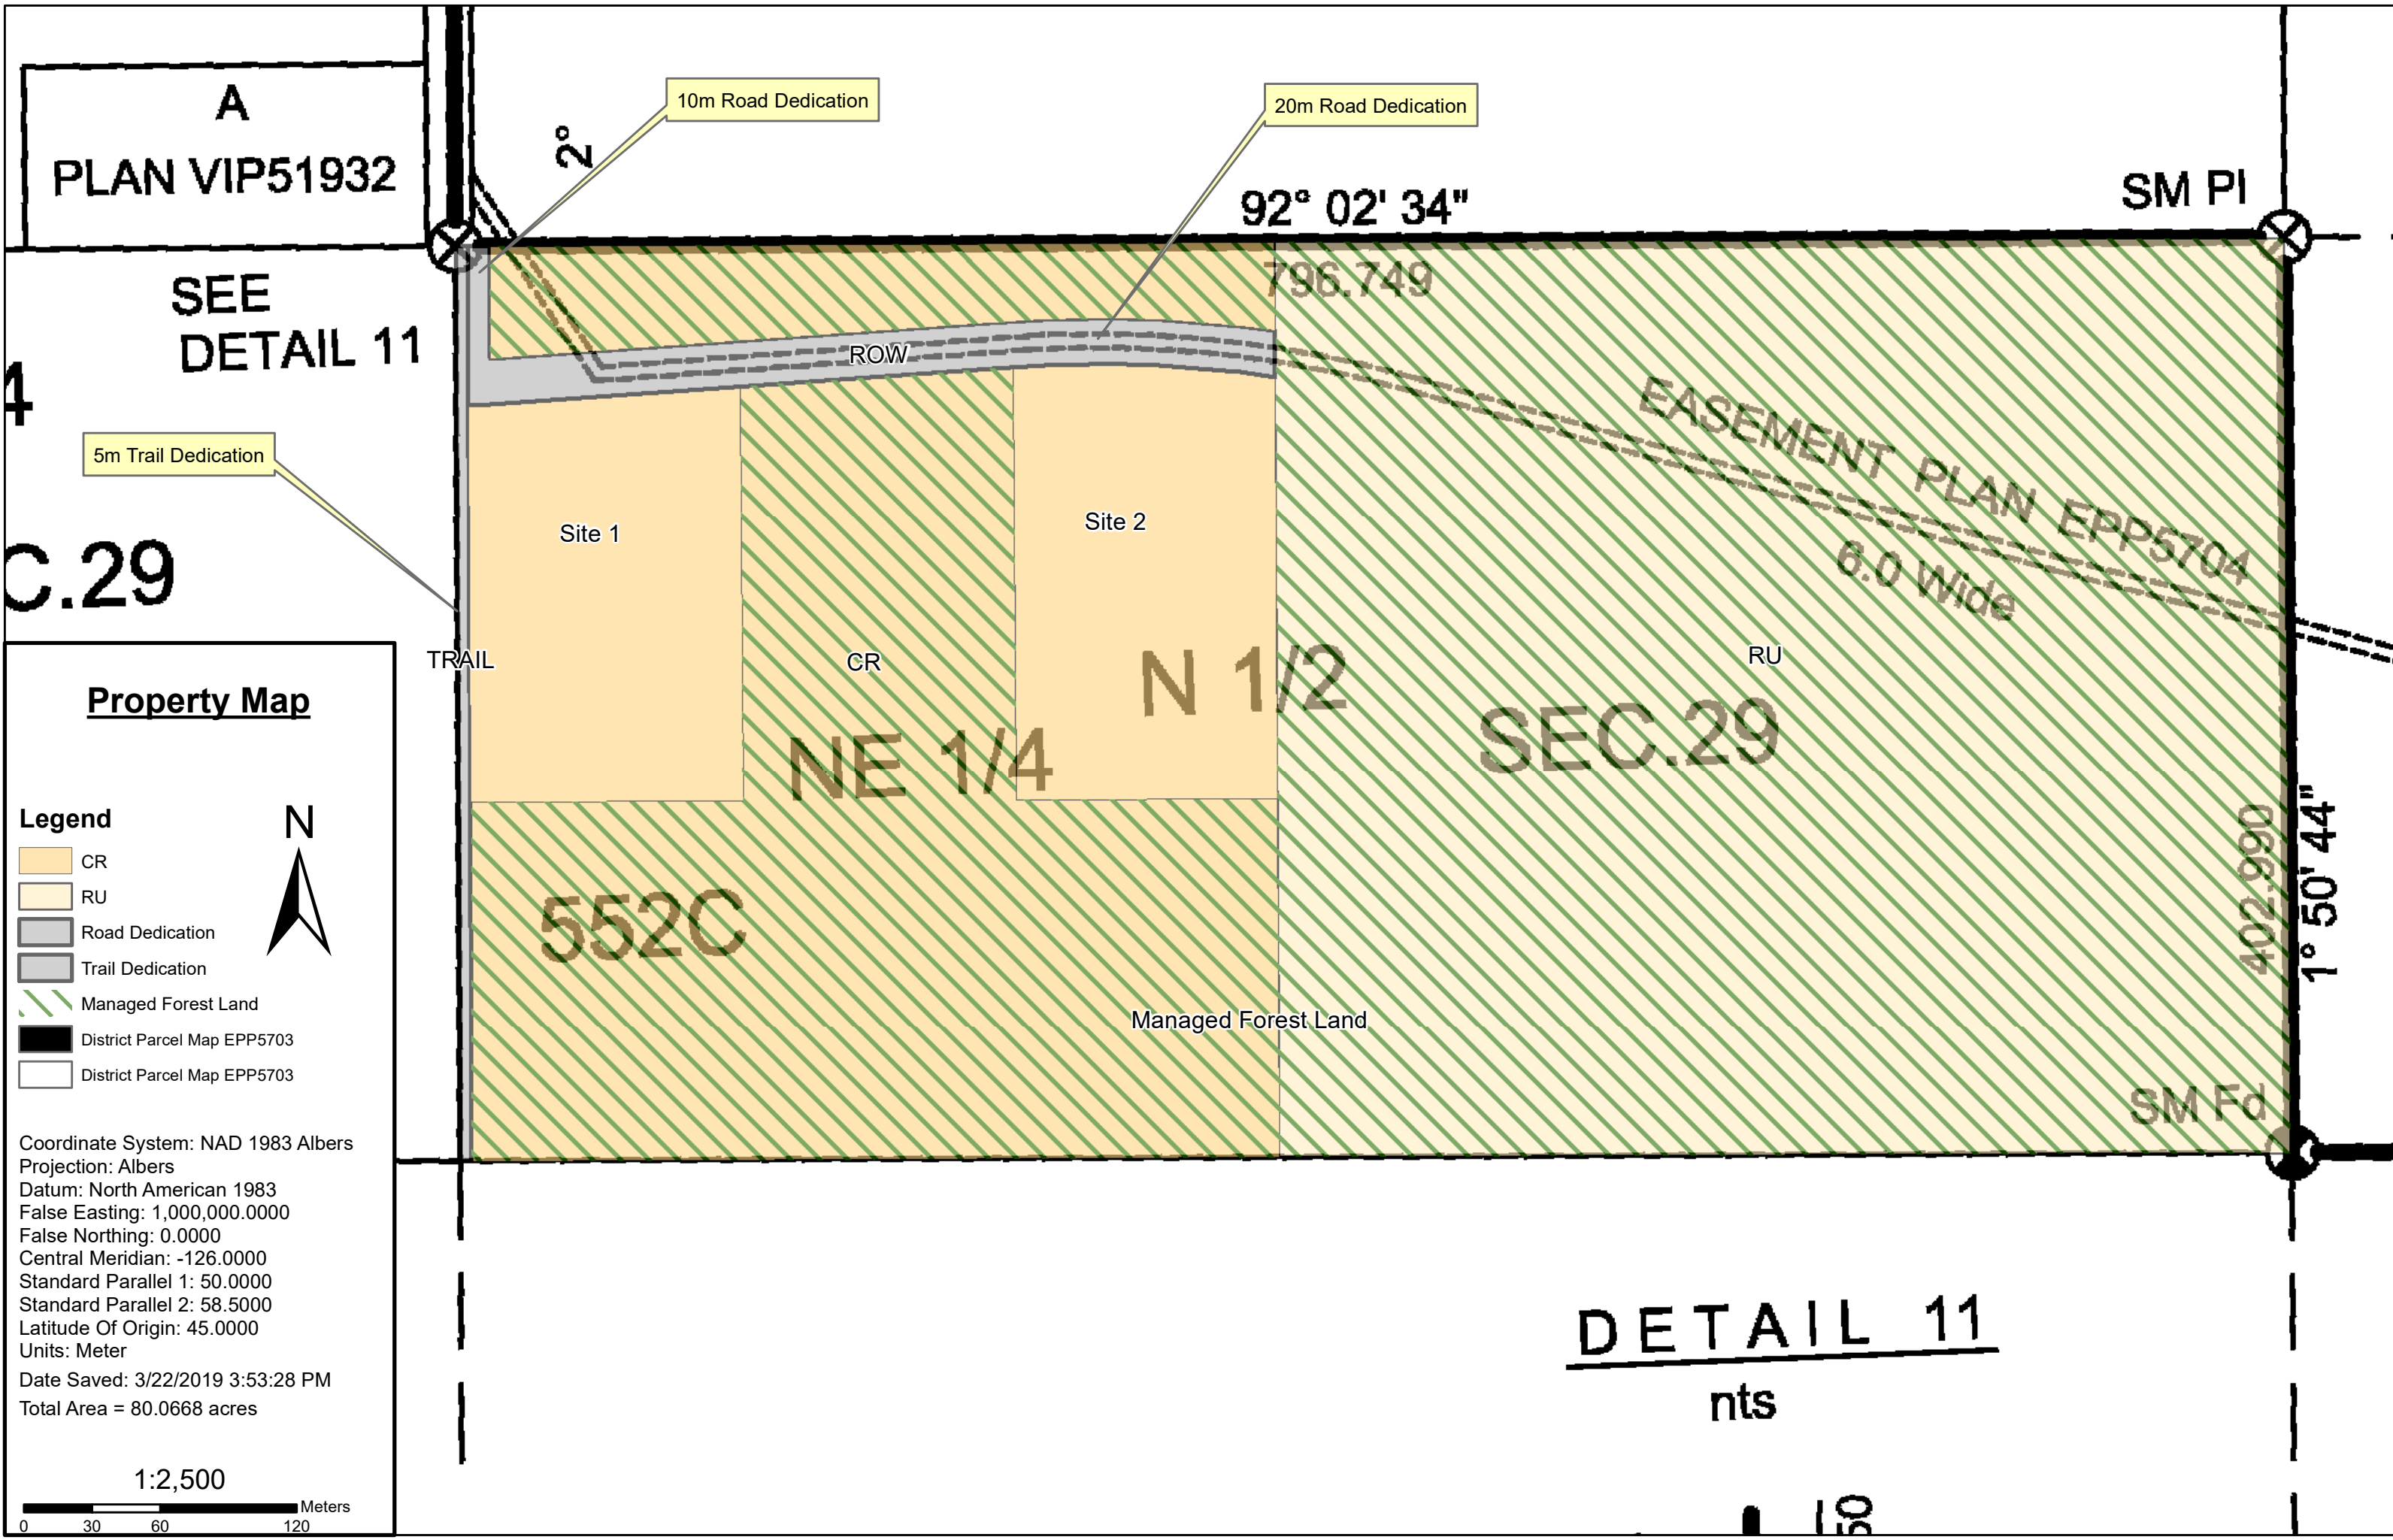 A
PLAN VIP51932
10m Road Dedication
20m Road Dedication
2°
92° 02' 34"
SM Pl
SEE
DETAIL 11
796.749
ROW
4
5m Trail Dedication
EASEMENT PLAN EPP5704
6.0 Wide
Site 1
Site 2
C.29
TRAIL
CR
N 1/2
RU
NE 1/4
SEC.29
552C
402.990
1° 50' 44"
Managed Forest Land
SM Fd
Property Map
Legend
N
CR
RU
Road Dedication
Trail Dedication
Managed Forest Land
District Parcel Map EPP5703
District Parcel Map EPP5703
Coordinate System: NAD 1983 Albers
Projection: Albers
Datum: North American 1983
False Easting: 1,000,000.0000
False Northing: 0.0000
Central Meridian: -126.0000
Standard Parallel 1: 50.0000
Standard Parallel 2: 58.5000
Latitude Of Origin: 45.0000
Units: Meter
Date Saved: 3/22/2019 3:53:28 PM
Total Area = 80.0668 acres
1:2,500
Meters
0 30 60 120
DETAIL 11
nts